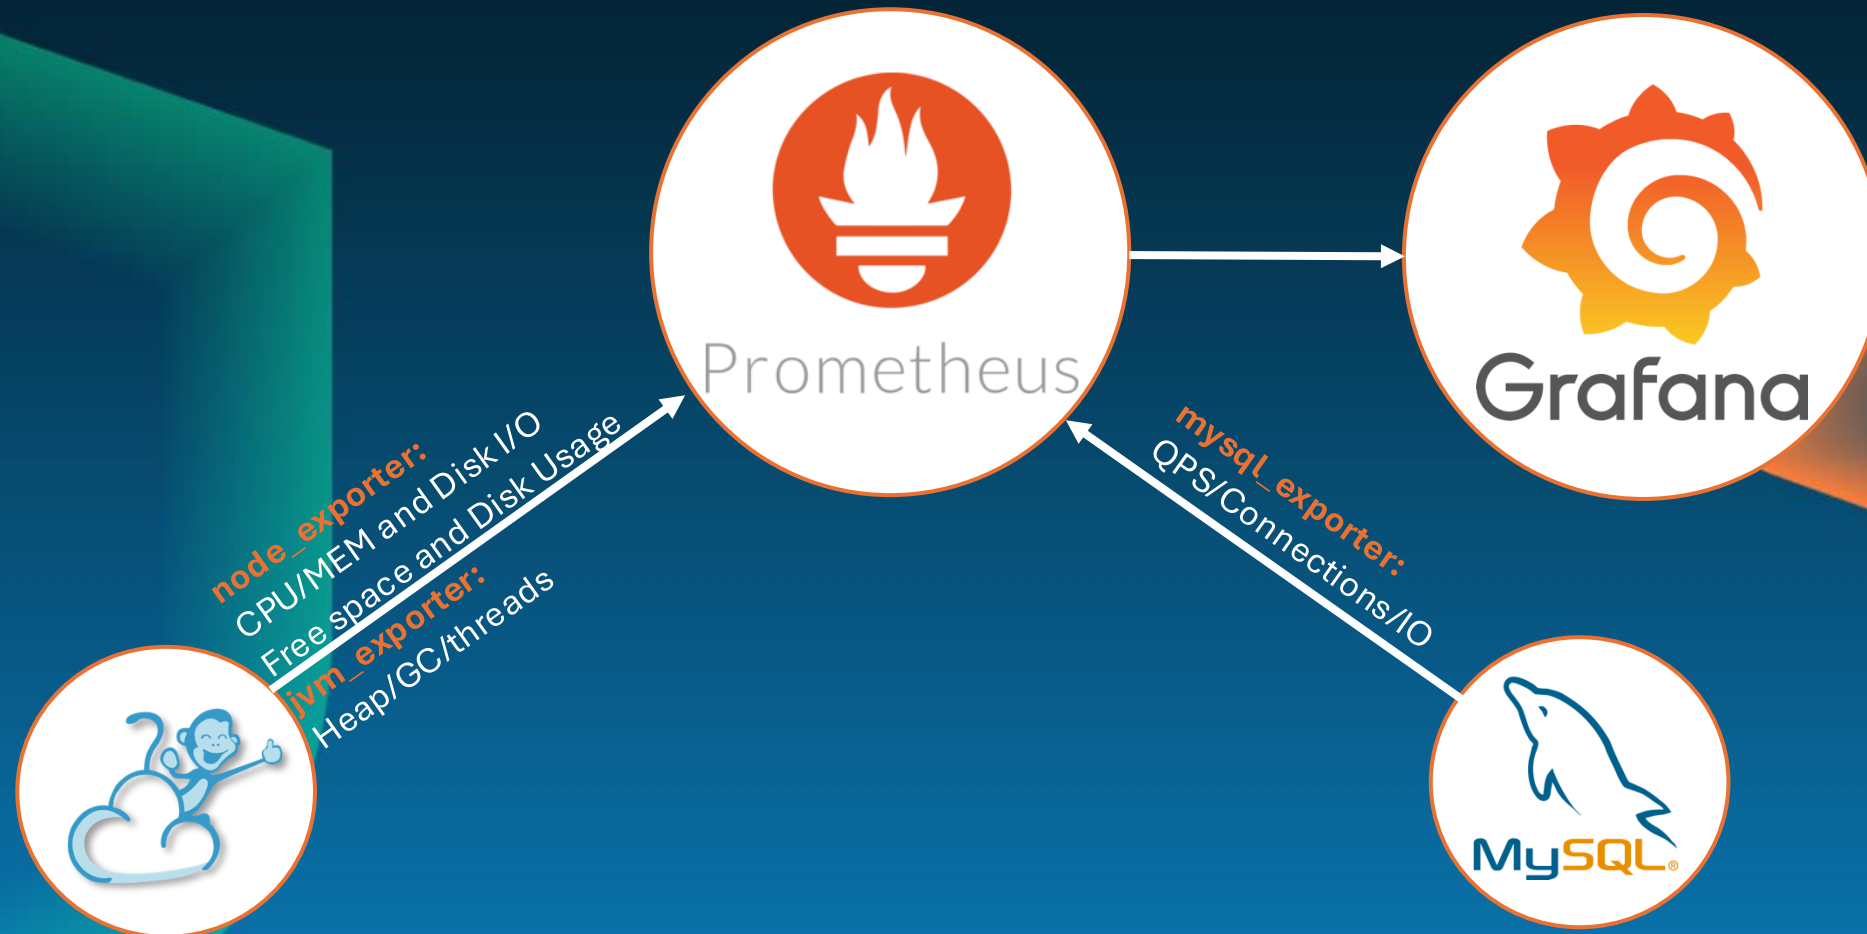 Prometheus
Grafana
node_exporter:
CPU/MEM and Disk I/O
Free space and Disk Usage
jvm_exporter:
Heap/GC/threads
mysql_exporter:
QPS/Connections/IO
MySQL®